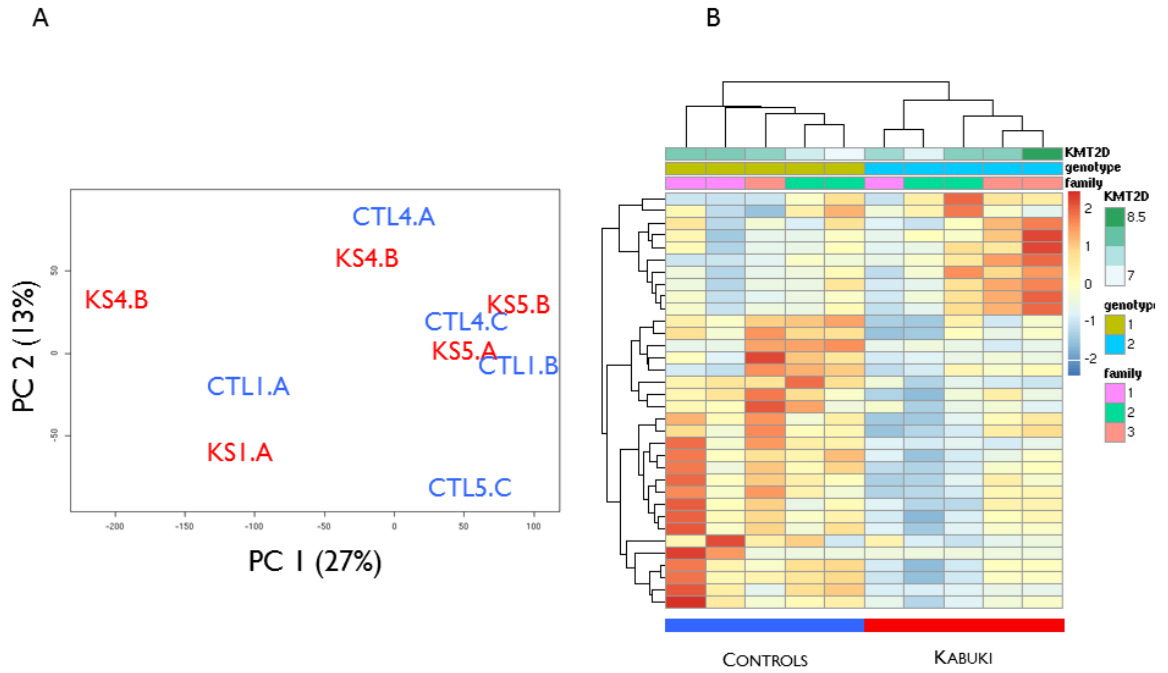 A
B
CTL4.A
KS4.B
KS4.B
KS5.B
CTL4.C
KS5.A
CTL1.B
CTL1.A
KS1.A
CTL5.C
50
0
-50
PC 2 (13%)
-200
-150
-100
-50
0
50
100
PC 1 (27%)
KMT2D
genotype
family
2
1
0
-1
-2
KMT2D
8.5
7
genotype
1
2
family
1
2
3
CONTROLS
KABUKI